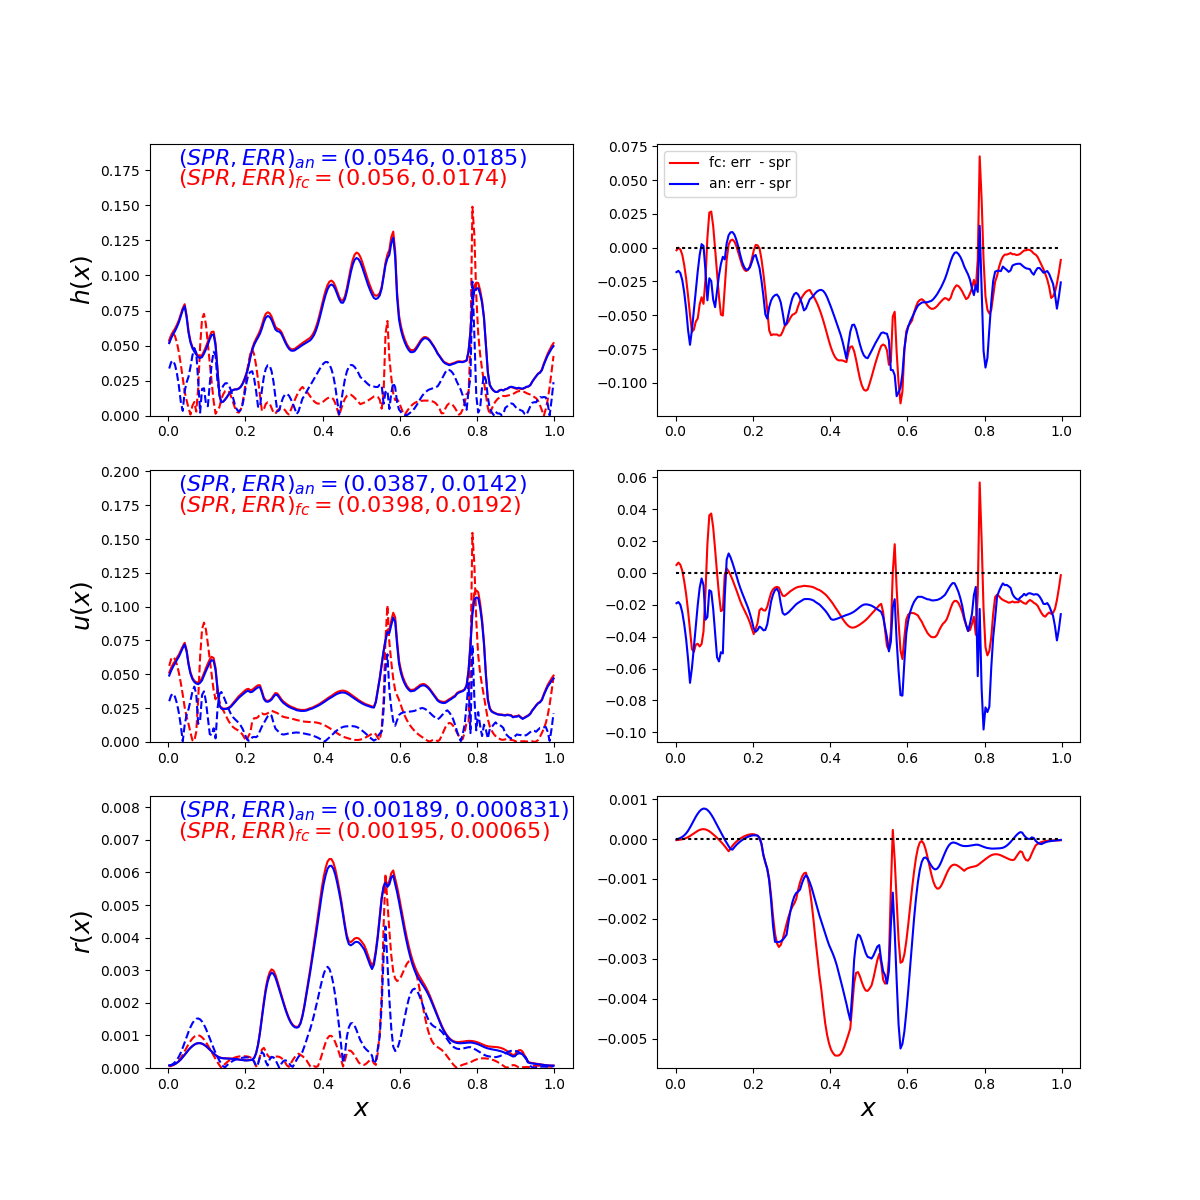 (SPR, ERR)an = (0.0546, 0.0185)
(SPR, ERR)fc = (0.056, 0.0174)
h(x)
0.175
0.150
0.125
0.100
0.075
0.050
0.025
0.000
0.0 0.2 0.4 0.6 0.8 1.0
fc: err - spr
an: err - spr
0.075
0.050
0.025
0.000
−0.025
−0.050
−0.075
−0.100
0.0 0.2 0.4 0.6 0.8 1.0
(SPR, ERR)an = (0.0387, 0.0142)
(SPR, ERR)fc = (0.0398, 0.0192)
u(x)
0.200
0.175
0.150
0.125
0.100
0.075
0.050
0.025
0.000
0.0 0.2 0.4 0.6 0.8 1.0
0.06
0.04
0.02
0.00
−0.02
−0.04
−0.06
−0.08
−0.10
0.0 0.2 0.4 0.6 0.8 1.0
(SPR, ERR)an = (0.00189, 0.000831)
(SPR, ERR)fc = (0.00195, 0.00065)
r(x)
0.008
0.007
0.006
0.005
0.004
0.003
0.002
0.001
0.000
0.0 0.2 0.4 0.6 0.8 1.0
x
0.001
0.000
−0.001
−0.002
−0.003
−0.004
−0.005
0.0 0.2 0.4 0.6 0.8 1.0
x